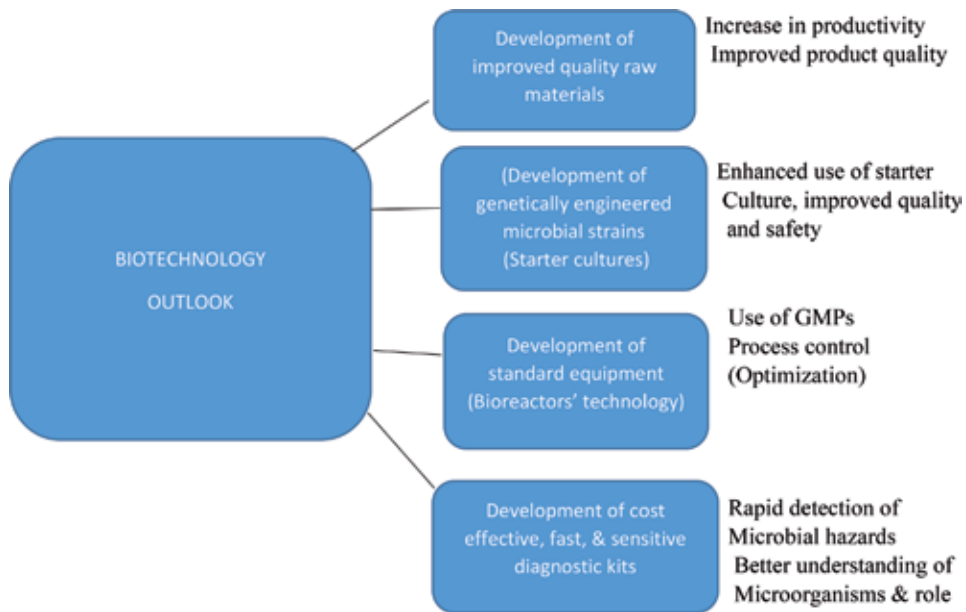 BIOTECHNOLOGY
OUTLOOK
Development of
improved quality raw
materials
Increase in productivity
Improved product quality
(Development of
genetically engineered
microbial strains
(Starter cultures)
Enhanced use of starter
Culture, improved quality
and safety
Development of
standard equipment
(Bioreactors’ technology)
Use of GMPs
Process control
(Optimization)
Development of cost
effective, fast, & sensitive
diagnostic kits
Rapid detection of
Microbial hazards
Better understanding of
Microorganisms & role